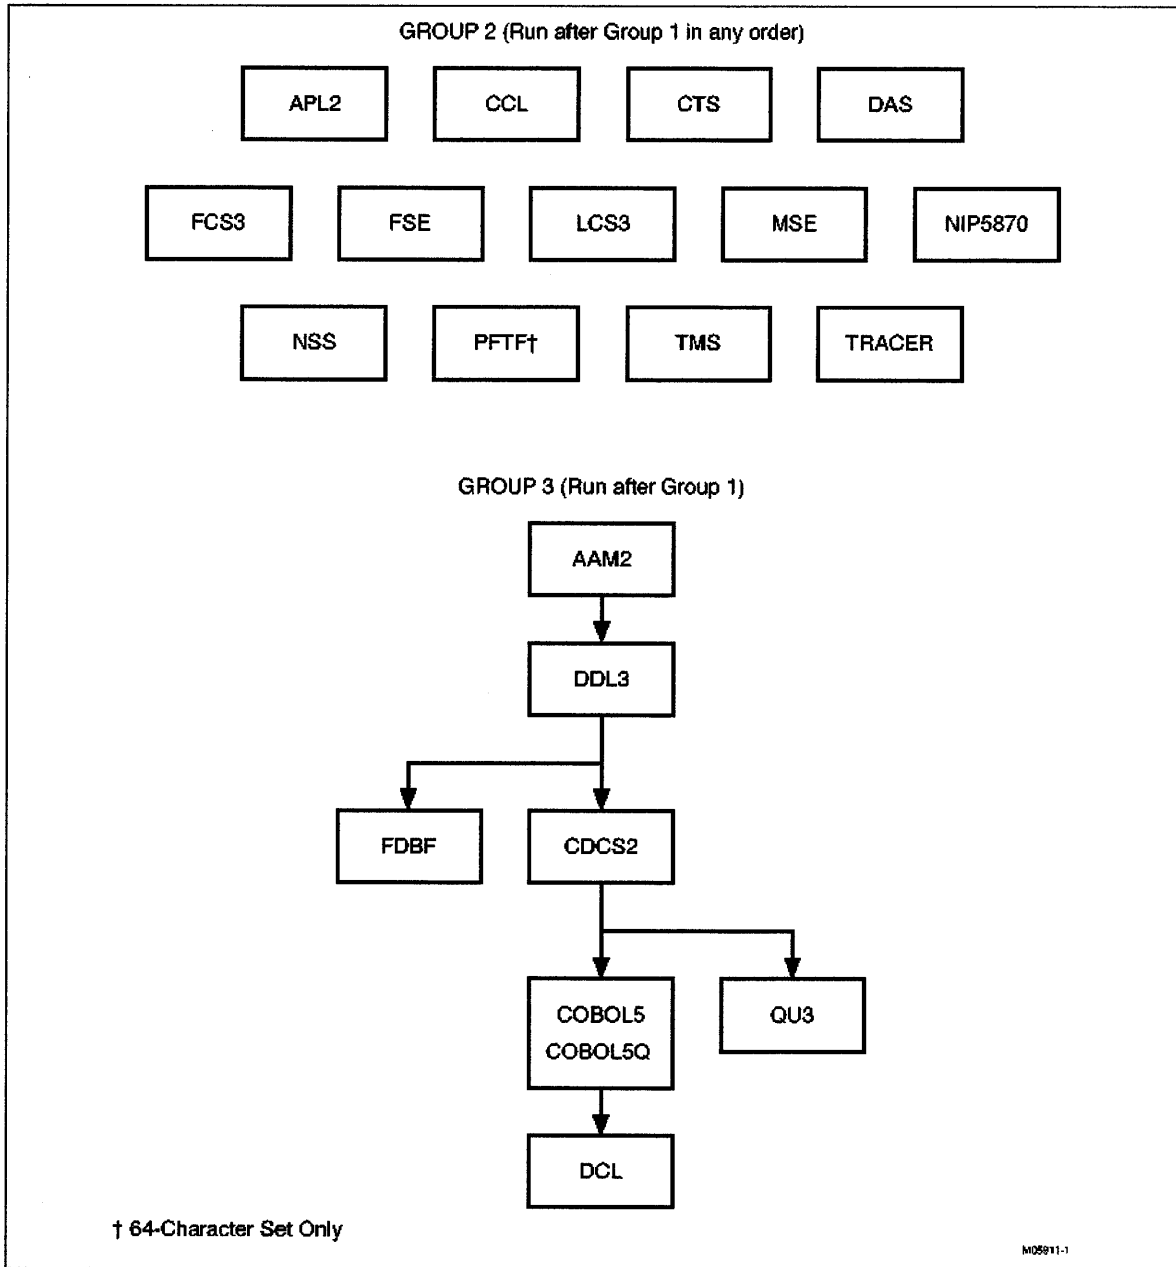 GROUP 2 (Run after Group 1 in any order)
APL2 CCL CTS DAS
FCS3 FSE LCS3 MSE NIP5870
NSS PFTF† TMS TRACER
GROUP 3 (Run after Group 1)
AAM2
DDL3
FDBF CDCS2
COBOL5 QU3
COBOL5Q
DCL
† 64-Character Set Only
M05911-1